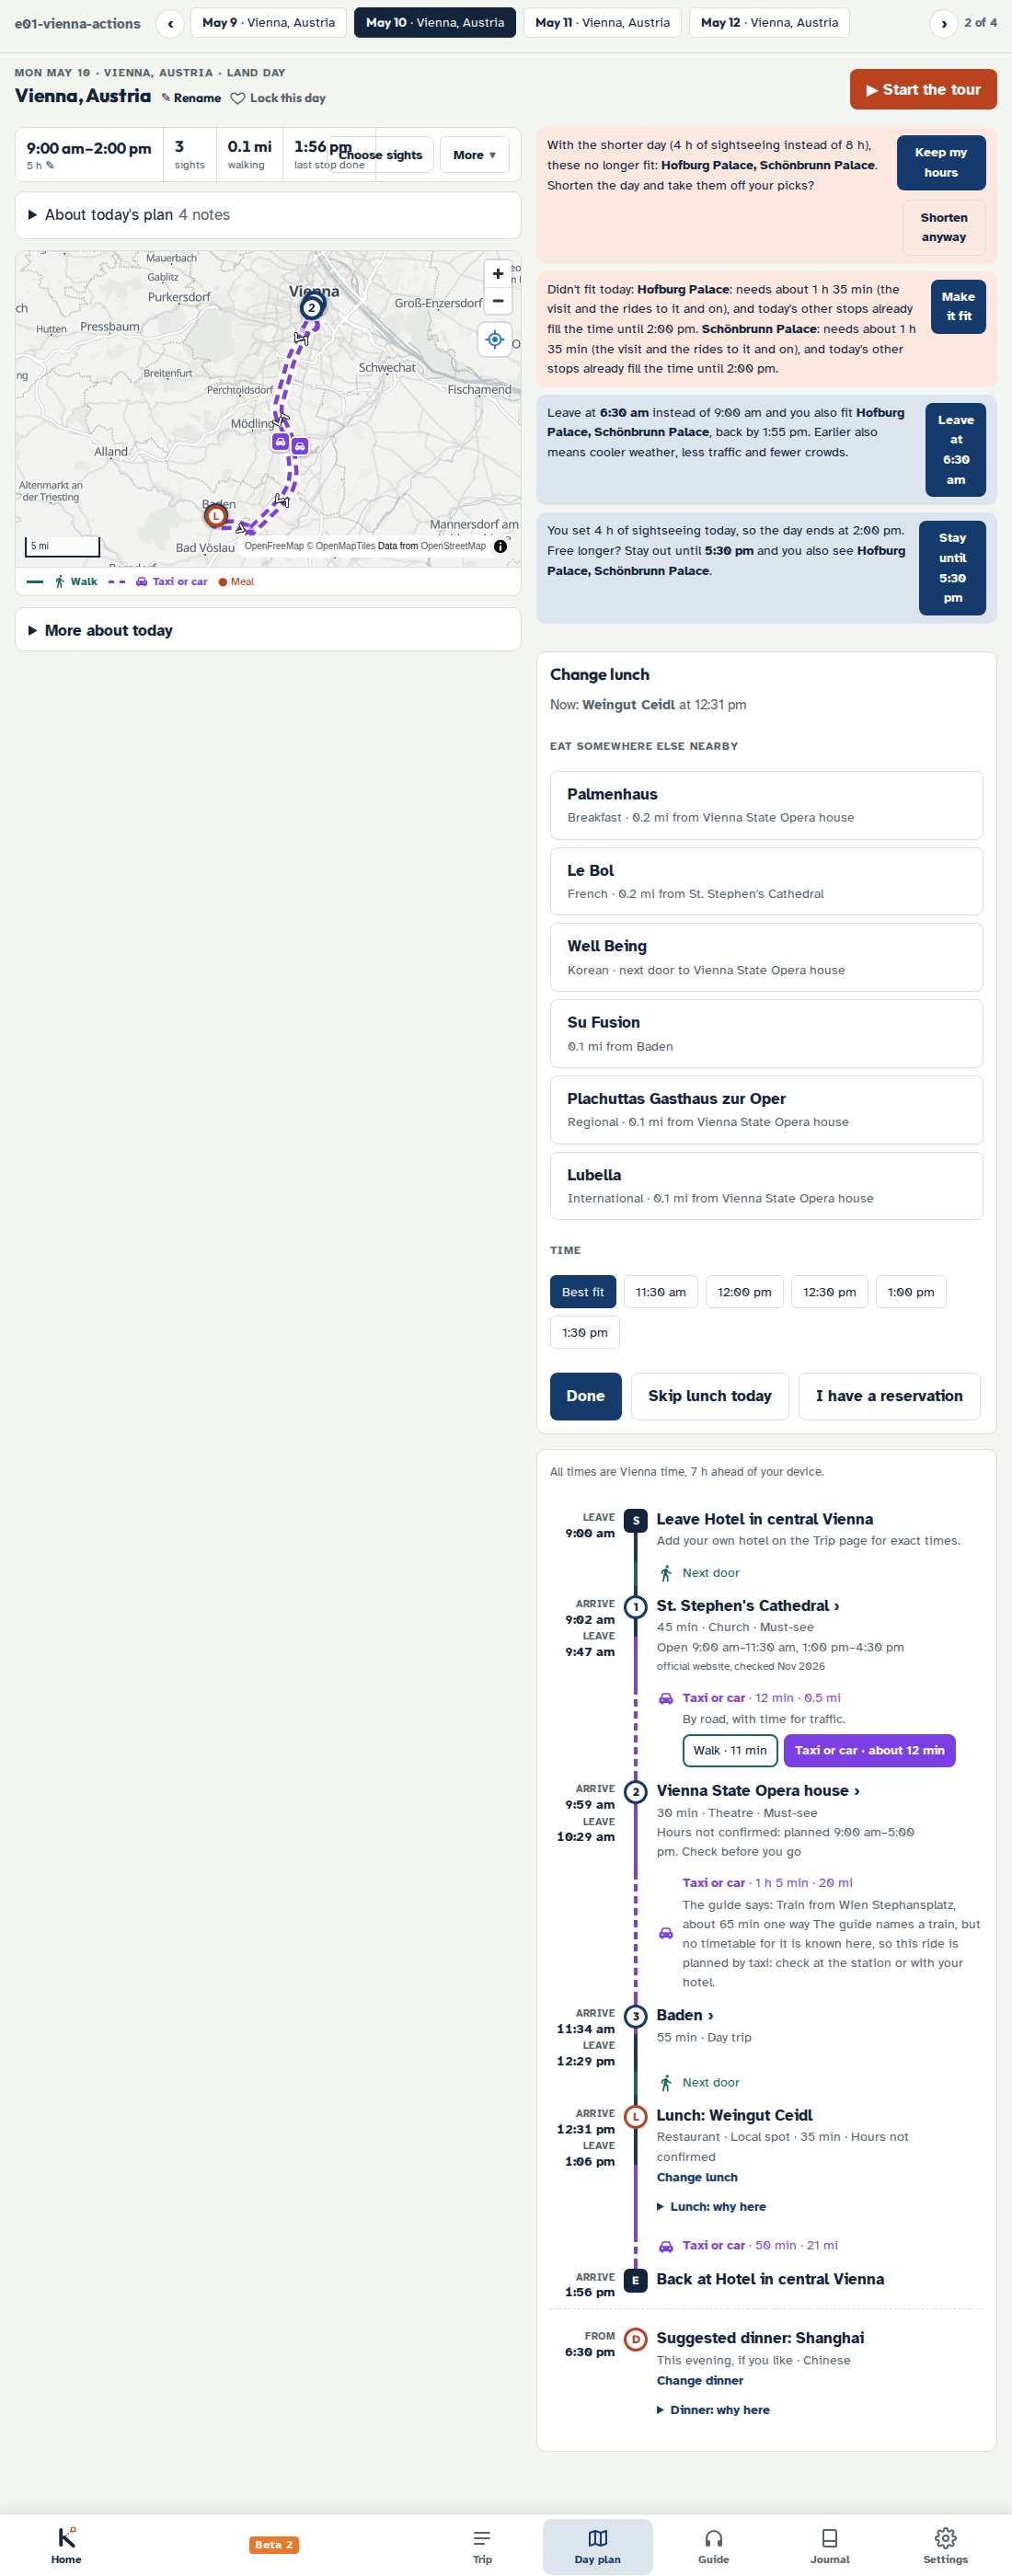 e01-vienna-actions
‹
May 9 · Vienna, Austria
May 10 · Vienna, Austria
May 11 · Vienna, Austria
May 12 · Vienna, Austria
›
2 of 4
MON MAY 10 · VIENNA, AUSTRIA · LAND DAY
Vienna, Austria
✎ Rename
Lock this day
▶ Start the tour
9:00 am–2:00 pm
5 h ✎
3
sights
0.1 mi
walking
1:56 pm
last stop done
Choose sights
More ▾
▶ About today's plan 4 notes
Mauerbach
Gablitz
Purkersdorf
Vienna
Groß-Enzersdorf
ch
Hutten
Pressbaum
Schwechat
ng
Breitenfurt
Perchtoldsdorf
Fischamend
Mödling
Alland
Altenmarkt an
der Triesting
Baden
Mannersdorf am
Bad Vöslau
2
L
+
−
5 mi
OpenFreeMap © OpenMapTiles Data from OpenStreetMap
Walk
Taxi or car
Meal
▶ More about today
With the shorter day (4 h of sightseeing instead of 8 h),
these no longer fit: Hofburg Palace, Schönbrunn Palace.
Shorten the day and take them off your picks?
Keep my
hours
Shorten
anyway
Didn't fit today: Hofburg Palace: needs about 1 h 35 min (the
visit and the rides to it and on), and today's other stops already
fill the time until 2:00 pm. Schönbrunn Palace: needs about 1 h
35 min (the visit and the rides to it and on), and today's other
stops already fill the time until 2:00 pm.
Make
it fit
Leave at 6:30 am instead of 9:00 am and you also fit Hofburg
Palace, Schönbrunn Palace, back by 1:55 pm. Earlier also
means cooler weather, less traffic and fewer crowds.
Leave
at
6:30
am
You set 4 h of sightseeing today, so the day ends at 2:00 pm.
Free longer? Stay out until 5:30 pm and you also see Hofburg
Palace, Schönbrunn Palace.
Stay
until
5:30
pm
Change lunch
Now: Weingut Ceidl at 12:31 pm
EAT SOMEWHERE ELSE NEARBY
Palmenhaus
Breakfast · 0.2 mi from Vienna State Opera house
Le Bol
French · 0.2 mi from St. Stephen's Cathedral
Well Being
Korean · next door to Vienna State Opera house
Su Fusion
0.1 mi from Baden
Plachuttas Gasthaus zur Oper
Regional · 0.1 mi from Vienna State Opera house
Lubella
International · 0.1 mi from Vienna State Opera house
TIME
Best fit
11:30 am
12:00 pm
12:30 pm
1:00 pm
1:30 pm
Done
Skip lunch today
I have a reservation
All times are Vienna time, 7 h ahead of your device.
LEAVE
9:00 am
S
Leave Hotel in central Vienna
Add your own hotel on the Trip page for exact times.
Next door
ARRIVE
9:02 am
LEAVE
9:47 am
1
St. Stephen's Cathedral ›
45 min · Church · Must-see
Open 9:00 am–11:30 am, 1:00 pm–4:30 pm
official website, checked Nov 2026
Taxi or car · 12 min · 0.5 mi
By road, with time for traffic.
Walk · 11 min
Taxi or car · about 12 min
ARRIVE
9:59 am
LEAVE
10:29 am
2
Vienna State Opera house ›
30 min · Theatre · Must-see
Hours not confirmed: planned 9:00 am–5:00
pm. Check before you go
Taxi or car · 1 h 5 min · 20 mi
The guide says: Train from Wien Stephansplatz,
about 65 min one way The guide names a train, but
no timetable for it is known here, so this ride is
planned by taxi: check at the station or with your
hotel.
ARRIVE
11:34 am
LEAVE
12:29 pm
3
Baden ›
55 min · Day trip
Next door
ARRIVE
12:31 pm
LEAVE
1:06 pm
L
Lunch: Weingut Ceidl
Restaurant · Local spot · 35 min · Hours not
confirmed
Change lunch
▶ Lunch: why here
Taxi or car · 50 min · 21 mi
ARRIVE
1:56 pm
E
Back at Hotel in central Vienna
FROM
6:30 pm
D
Suggested dinner: Shanghai
This evening, if you like · Chinese
Change dinner
▶ Dinner: why here
Home
Beta 2
Trip
Day plan
Guide
Journal
Settings